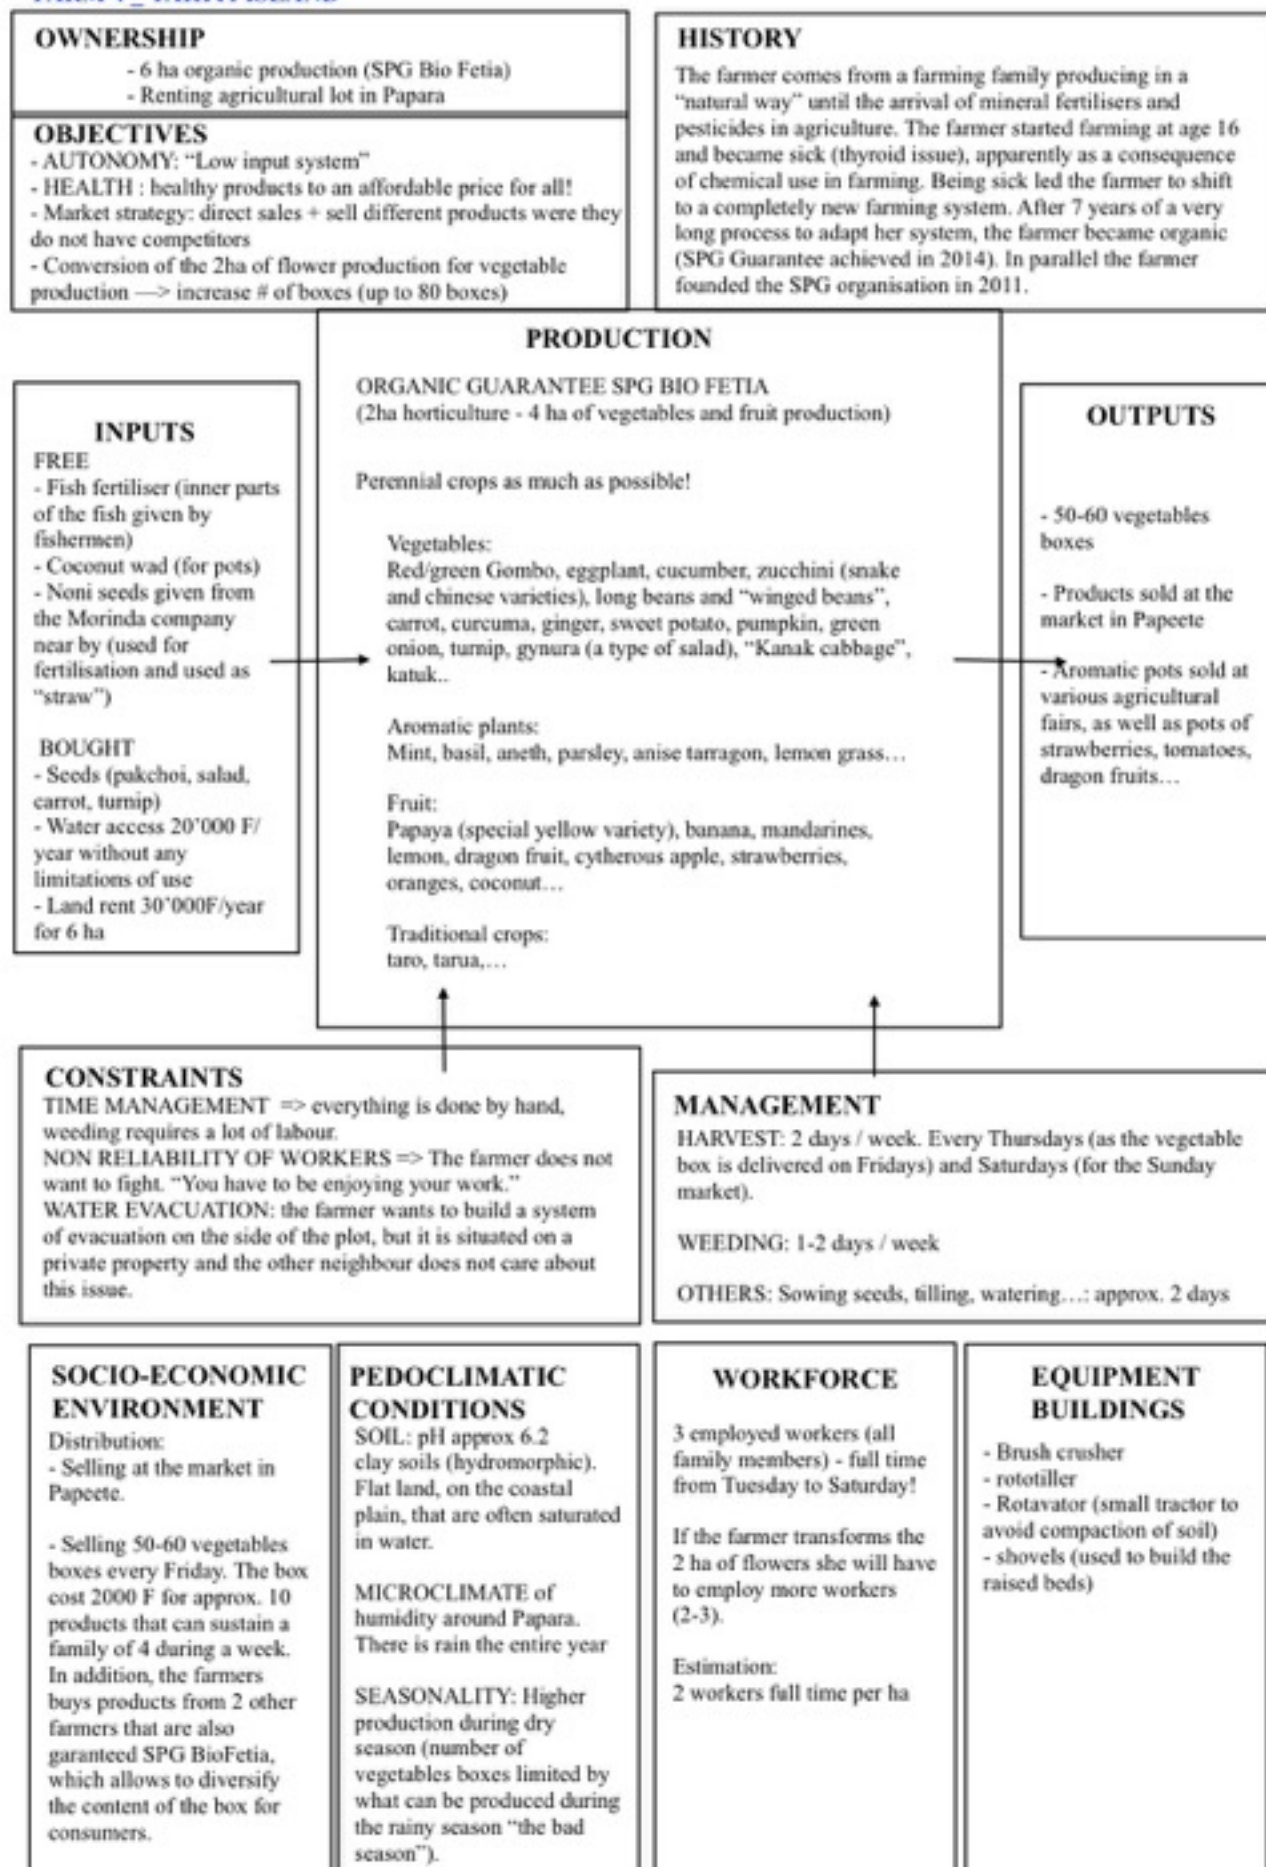 OWNERSHIP
- 6 ha organic production (SPG Bio Fetia)
- Renting agricultural lot in Papara
OBJECTIVES
- AUTONOMY: “Low input system”
- HEALTH : healthy products to an affordable price for all!
- Market strategy: direct sales + sell different products were they
do not have competitors
- Conversion of the 2ha of flower production for vegetable
production —> increase # of boxes (up to 80 boxes)
HISTORY
The farmer comes from a farming family producing in a
“natural way” until the arrival of mineral fertilisers and
pesticides in agriculture. The farmer started farming at age 16
and became sick (thyroid issue), apparently as a consequence
of chemical use in farming. Being sick led the farmer to shift
to a completely new farming system. After 7 years of a very
long process to adapt her system, the farmer became organic
(SPG Guarantee achieved in 2014). In parallel the farmer
founded the SPG organisation in 2011.
INPUTS
FREE
- Fish fertiliser (inner parts
of the fish given by
fishermen)
- Coconut wad (for pots)
- Noni seeds given from
the Morinda company
near by (used for
fertilisation and used as
“straw”)
BOUGHT
- Seeds (pakchoi, salad,
carrot, turnip)
- Water access 20’000 F/
year without any
limitations of use
- Land rent 30’000F/year
for 6 ha
PRODUCTION
ORGANIC GUARANTEE SPG BIO FETIA
(2ha horticulture - 4 ha of vegetables and fruit production)
Perennial crops as much as possible!
Vegetables:
Red/green Gombo, eggplant, cucumber, zucchini (snake
and chinese varieties), long beans and “winged beans”,
carrot, curcuma, ginger, sweet potato, pumpkin, green
onion, turnip, gynura (a type of salad), “Kanak cabbage”,
katuk..
Aromatic plants:
Mint, basil, aneth, parsley, anise tarragon, lemon grass…
Fruit:
Papaya (special yellow variety), banana, mandarines,
lemon, dragon fruit, cytherous apple, strawberries,
oranges, coconut…
Traditional crops:
taro, tarua,…
OUTPUTS
- 50-60 vegetables
boxes
- Products sold at the
market in Papeete
- Aromatic pots sold at
various agricultural
fairs, as well as pots of
strawberries, tomatoes,
dragon fruits…
CONSTRAINTS
TIME MANAGEMENT => everything is done by hand,
weeding requires a lot of labour.
NON RELIABILITY OF WORKERS => The farmer does not
want to fight. “You have to be enjoying your work.”
WATER EVACUATION: the farmer wants to build a system
of evacuation on the side of the plot, but it is situated on a
private property and the other neighbour does not care about
this issue.
MANAGEMENT
HARVEST: 2 days / week. Every Thursdays (as the vegetable
box is delivered on Fridays) and Saturdays (for the Sunday
market).
WEEDING: 1-2 days / week
OTHERS: Sowing seeds, tilling, watering…: approx. 2 days
SOCIO-ECONOMIC
ENVIRONMENT
Distribution:
- Selling at the market in
Papeete.
- Selling 50-60 vegetables
boxes every Friday. The box
cost 2000 F for approx. 10
products that can sustain a
family of 4 during a week.
In addition, the farmers
buys products from 2 other
farmers that are also
garanteed SPG BioFetia,
which allows to diversify
the content of the box for
consumers.
PEDOCLIMATIC
CONDITIONS
SOIL: pH approx 6.2
clay soils (hydromorphic).
Flat land, on the coastal
plain, that are often saturated
in water.
MICROCLIMATE of
humidity around Papara.
There is rain the entire year
SEASONALITY: Higher
production during dry
season (number of
vegetables boxes limited by
what can be produced during
the rainy season “the bad
season”).
WORKFORCE
3 employed workers (all
family members) - full time
from Tuesday to Saturday!
If the farmer transforms the
2 ha of flowers she will have
to employ more workers
(2-3).
Estimation:
2 workers full time per ha
EQUIPMENT
BUILDINGS
- Brush crusher
- rototiller
- Rotavator (small tractor to
avoid compaction of soil)
- shovels (used to build the
raised beds)